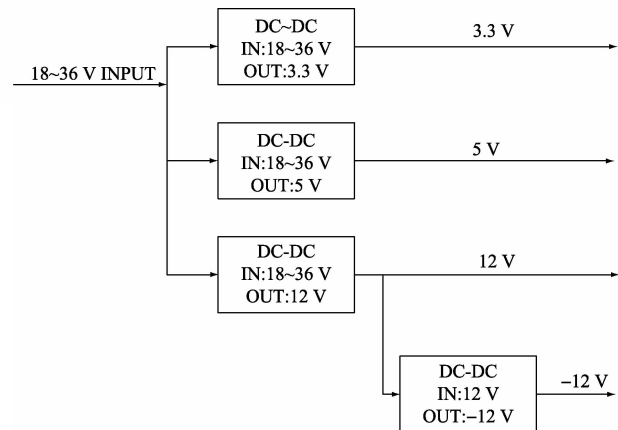 DC~DC
IN:18~36 V
OUT:3.3 V
3.3 V
18~36 V INPUT
DC-DC
IN:18~36 V
OUT:5 V
5 V
DC-DC
IN:18~36 V
OUT:12 V
12 V
DC-DC
IN:12 V
OUT:−12 V
−12 V